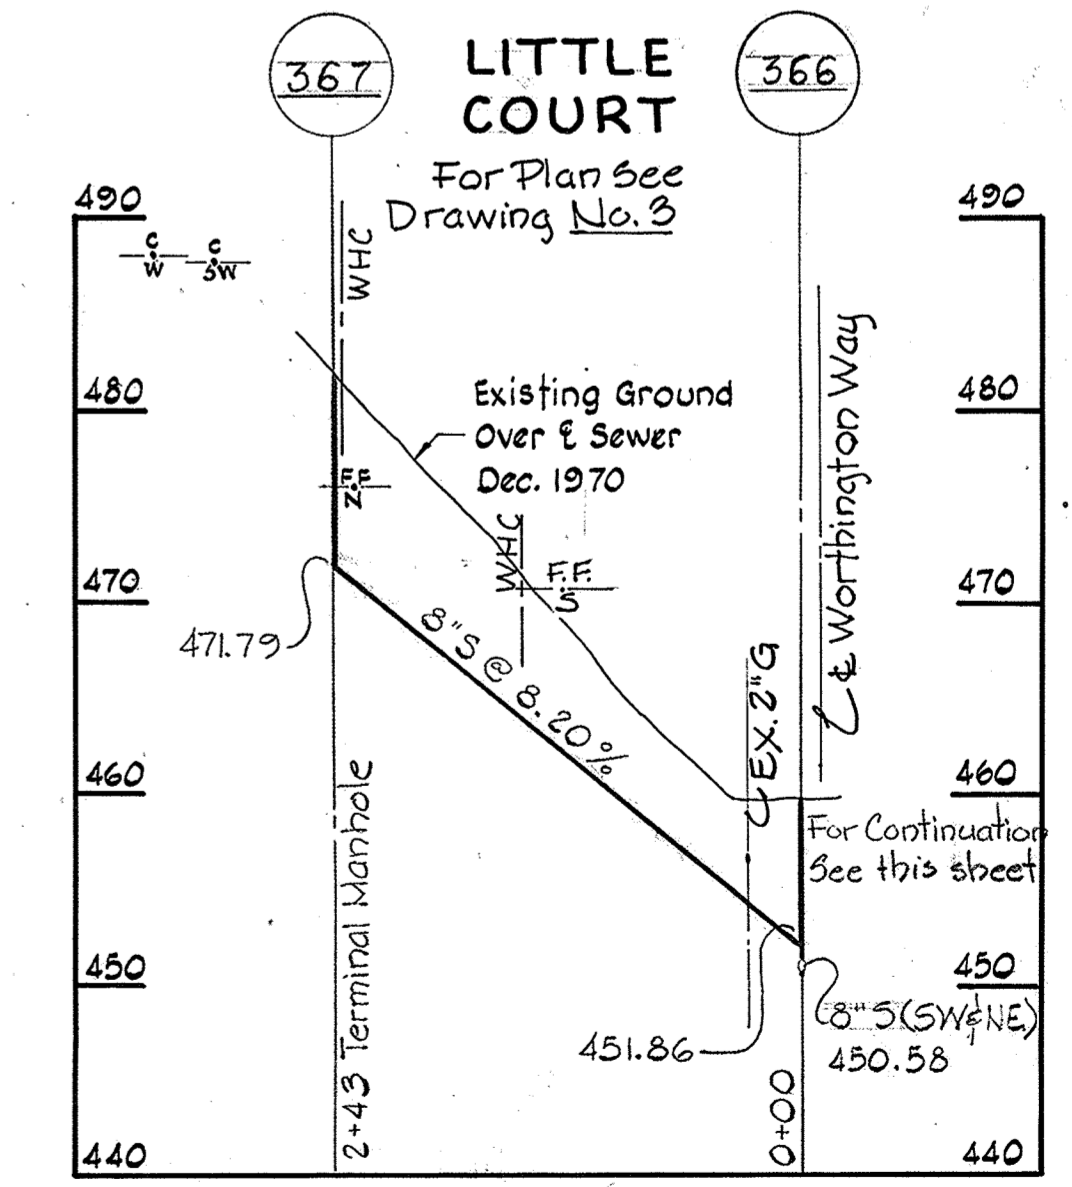 367
LITTLE
COURT
366
For Plan See
Drawing No. 3
490
490
C
W
C
SW
WHC
480
480
Existing Ground
Over ℄ Sewer
Dec. 1970
℄ Worthington Way
F.F.
N
WHC
F.F.
S
470
470
471.79
8" S @ 8.20%
EX. 2" G
460
460
For Continuation
See this sheet
2+43 Terminal Manhole
450
450
8" S (SW & NE)
450.58
451.86
0+00
440
440